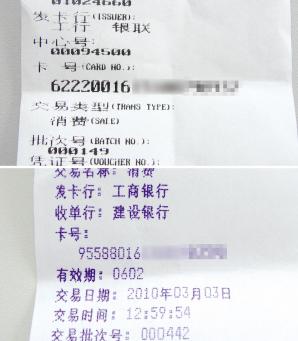 01024660
发卡行(ISSUER):
工行 银联
中心号:
00094500
卡 号(CARD NO.):
62220016
交易类型(TRANS TYPE):
消费(SALE)
批次号(BATCH NO.):
000149
凭证号(VOUCHER NO.):
交易名称: 消费
发卡行: 工商银行
收单行: 建设银行
卡号:
95588016
有效期: 0602
交易日期: 2010年03月03日
交易时间: 12:59:54
交易批次号: 000442